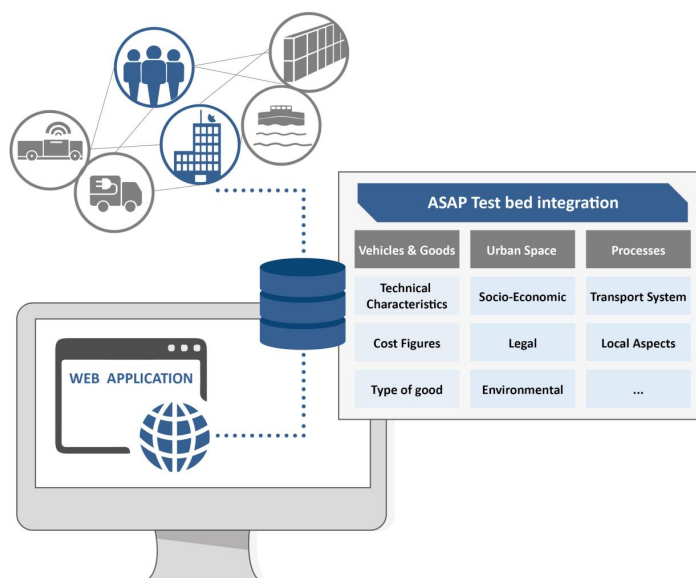 ASAP Test bed integration
Vehicles & Goods
Urban Space
Processes
Technical
Characteristics
Socio-Economic
Transport System
Cost Figures
Legal
Local Aspects
Type of good
Environmental
...
WEB APPLICATION